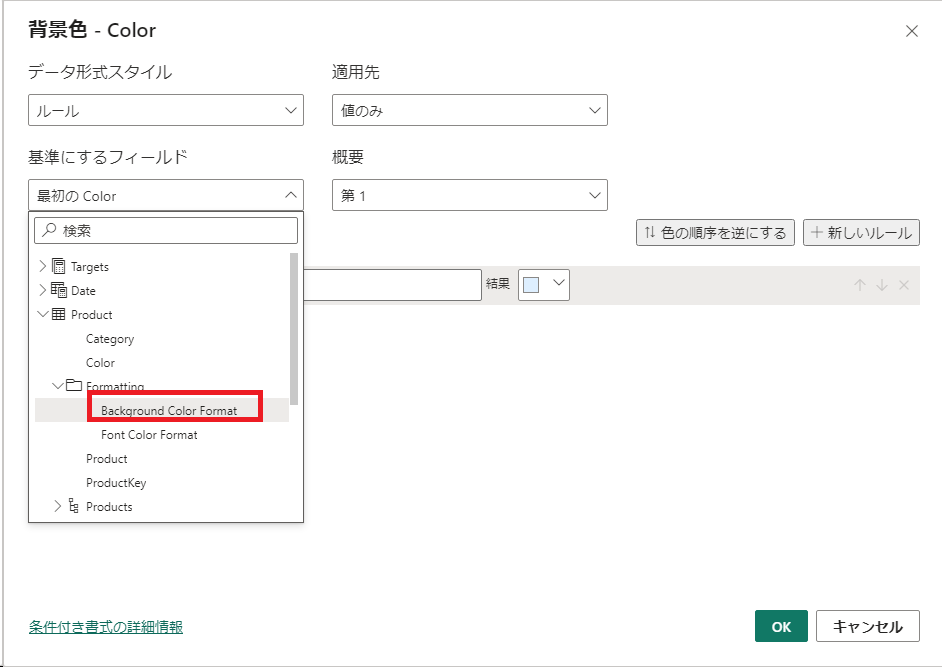 背景色 - Color
データ形式スタイル
適用先
ルール
値のみ
基準にするフィールド
概要
最初の Color
第 1
検索
色の順序を逆にする
新しいルール
Targets
結果
Date
Product
Category
Color
Formatting
Background Color Format
Font Color Format
Product
ProductKey
Products
条件付き書式の詳細情報
OK
キャンセル